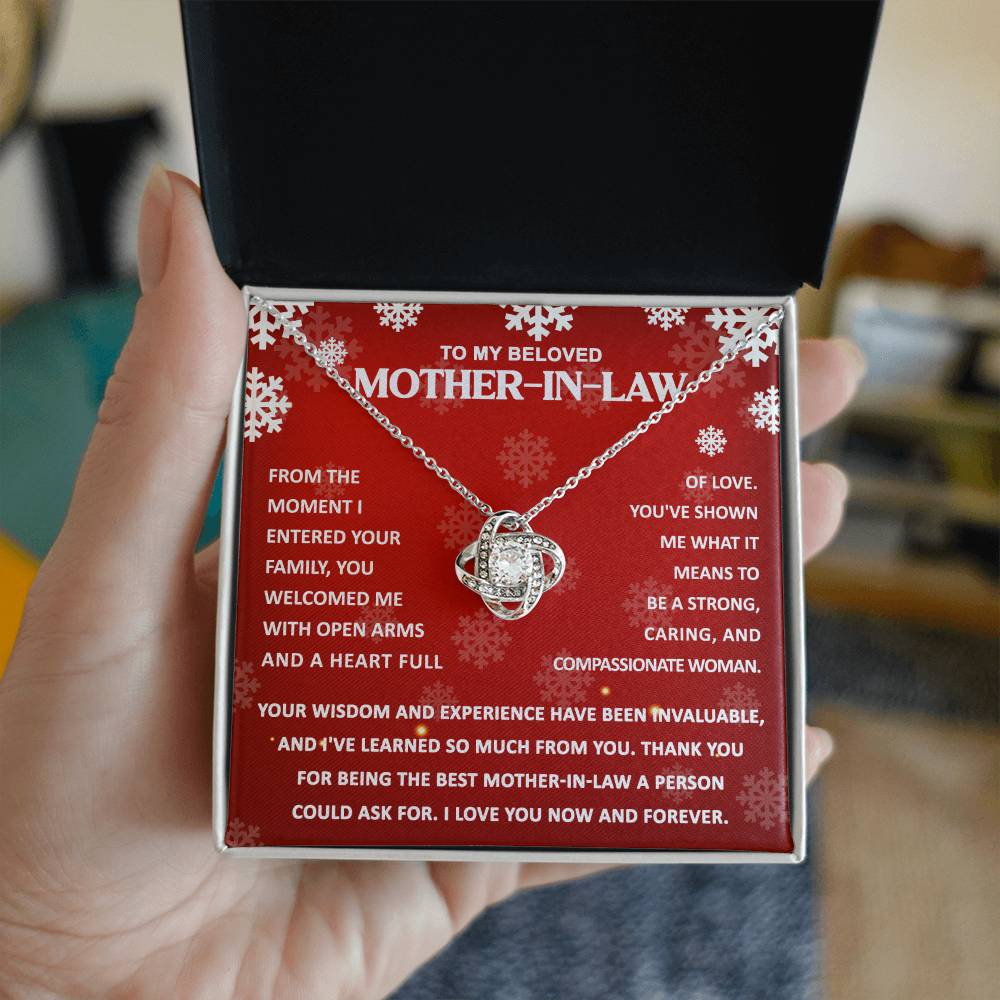 TO MY BELOVED
MOTHER-IN-LAW
FROM THE
MOMENT I
ENTERED YOUR
FAMILY, YOU
WELCOMED ME
WITH OPEN ARMS
AND A HEART FULL
OF LOVE.
YOU'VE SHOWN
ME WHAT IT
MEANS TO
BE A STRONG,
CARING, AND
COMPASSIONATE WOMAN.
YOUR WISDOM AND EXPERIENCE HAVE BEEN INVALUABLE,
AND I'VE LEARNED SO MUCH FROM YOU. THANK YOU
FOR BEING THE BEST MOTHER-IN-LAW A PERSON
COULD ASK FOR. I LOVE YOU NOW AND FOREVER.